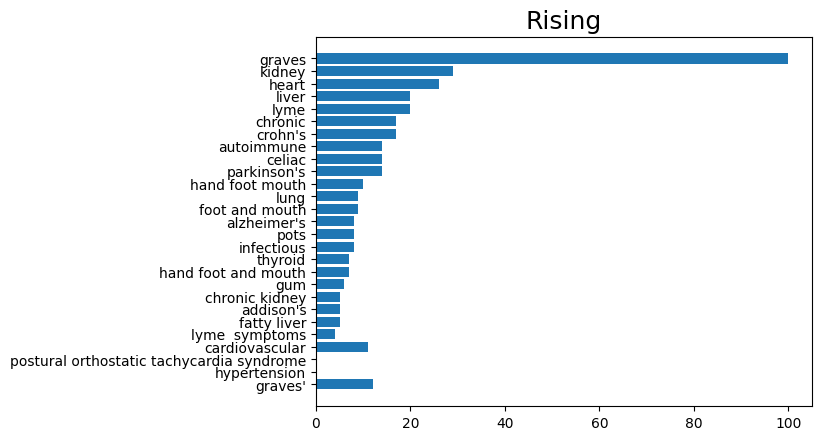 Rising
graves
kidney
heart
liver
lyme
chronic
crohn's
autoimmune
celiac
parkinson's
hand foot mouth
lung
foot and mouth
alzheimer's
pots
infectious
thyroid
hand foot and mouth
gum
chronic kidney
addison's
fatty liver
lyme  symptoms
cardiovascular
postural orthostatic tachycardia syndrome
hypertension
graves'
0 20 40 60 80 100